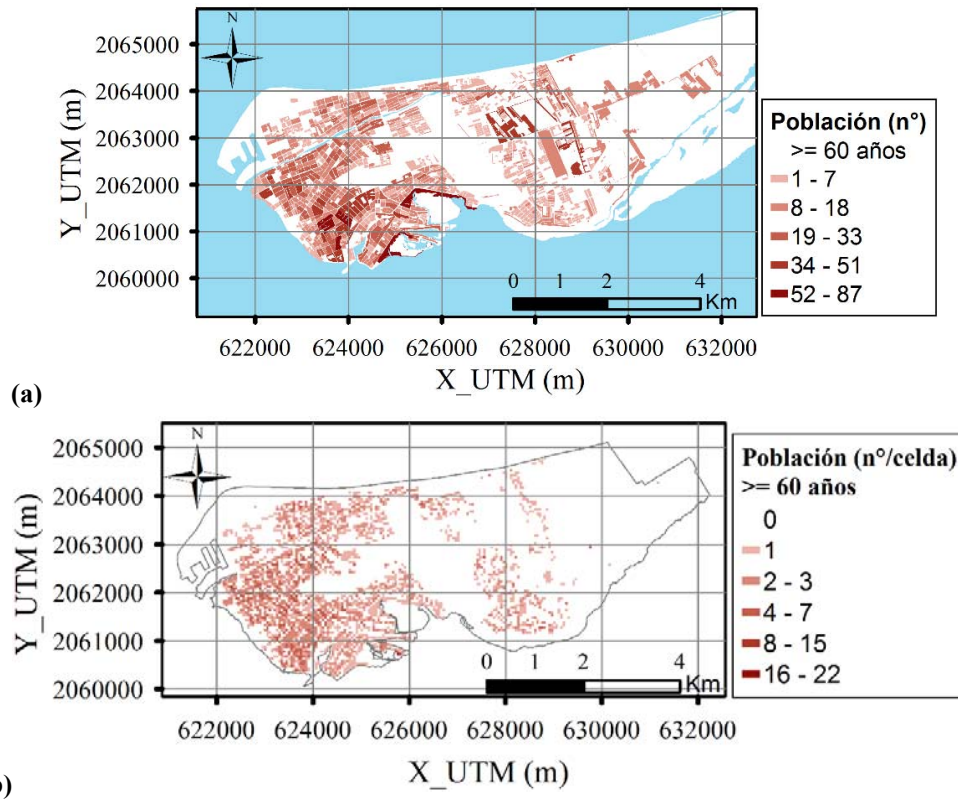 N
2065000
2064000
2063000
2062000
2061000
2060000
Y_UTM (m)
0 1 2 4
Km
622000 624000 626000 628000 630000 632000
X_UTM (m)
Población (n°)
>= 60 años
1 - 7
8 - 18
19 - 33
34 - 51
52 - 87
(a)
N
2065000
2064000
2063000
2062000
2061000
2060000
Y_UTM (m)
0 1 2 4
Km
622000 624000 626000 628000 630000 632000
X_UTM (m)
Población (n°/celda)
>= 60 años
0
1
2 - 3
4 - 7
8 - 15
16 - 22
)